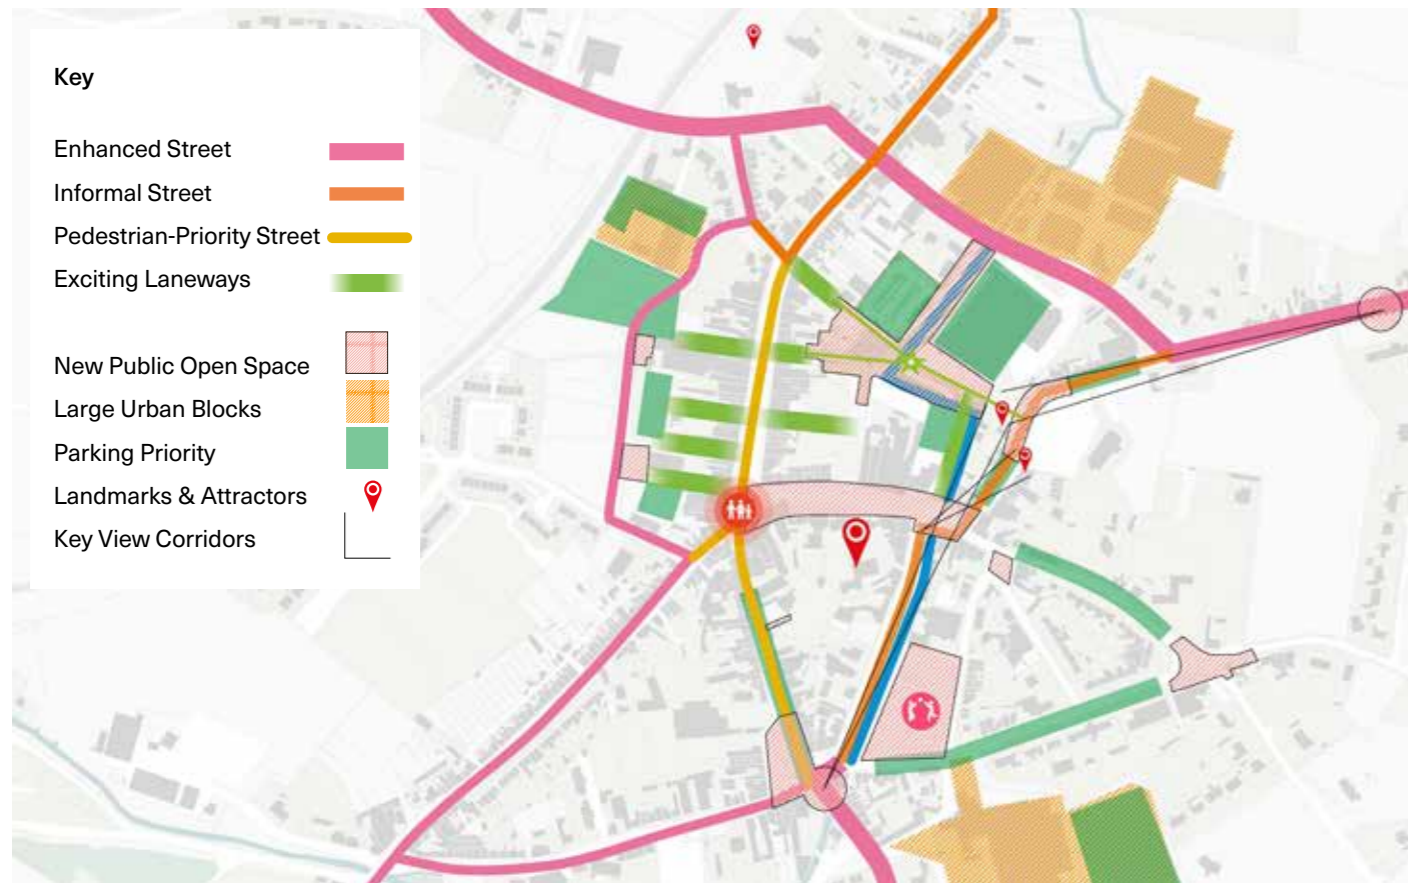 Key
Enhanced Street
Informal Street
Pedestrian-Priority Street
Exciting Laneways
New Public Open Space
Large Urban Blocks
Parking Priority
Landmarks & Attractors
Key View Corridors